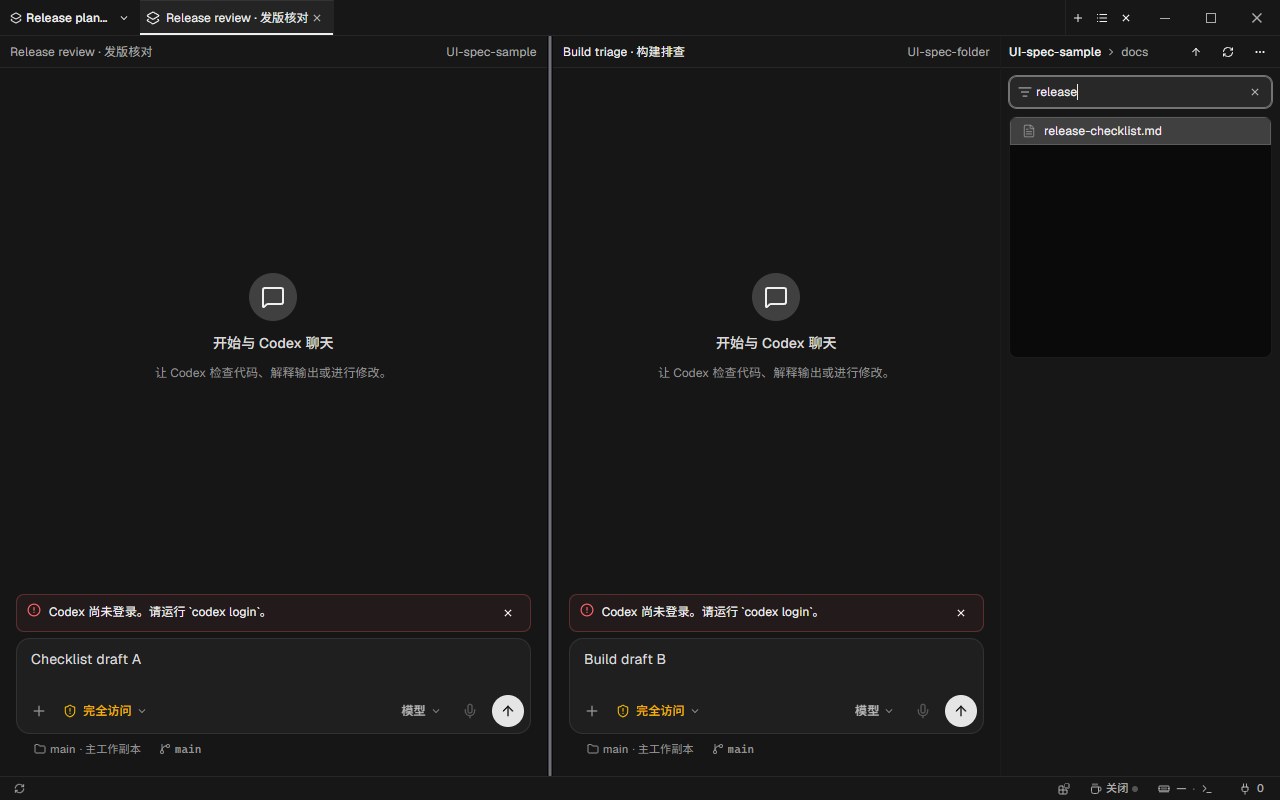 Release plan...
Release review · 发版核对
Release review · 发版核对
UI-spec-sample
Build triage · 构建排查
UI-spec-folder
UI-spec-sample > docs
release
release-checklist.md
开始与 Codex 聊天
让 Codex 检查代码、解释输出或进行修改。
开始与 Codex 聊天
让 Codex 检查代码、解释输出或进行修改。
Codex 尚未登录。请运行 `codex login`。
Checklist draft A
完全访问
模型
main · 主工作副本
main
Codex 尚未登录。请运行 `codex login`。
Build draft B
完全访问
模型
main · 主工作副本
main
关闭
— ·
0